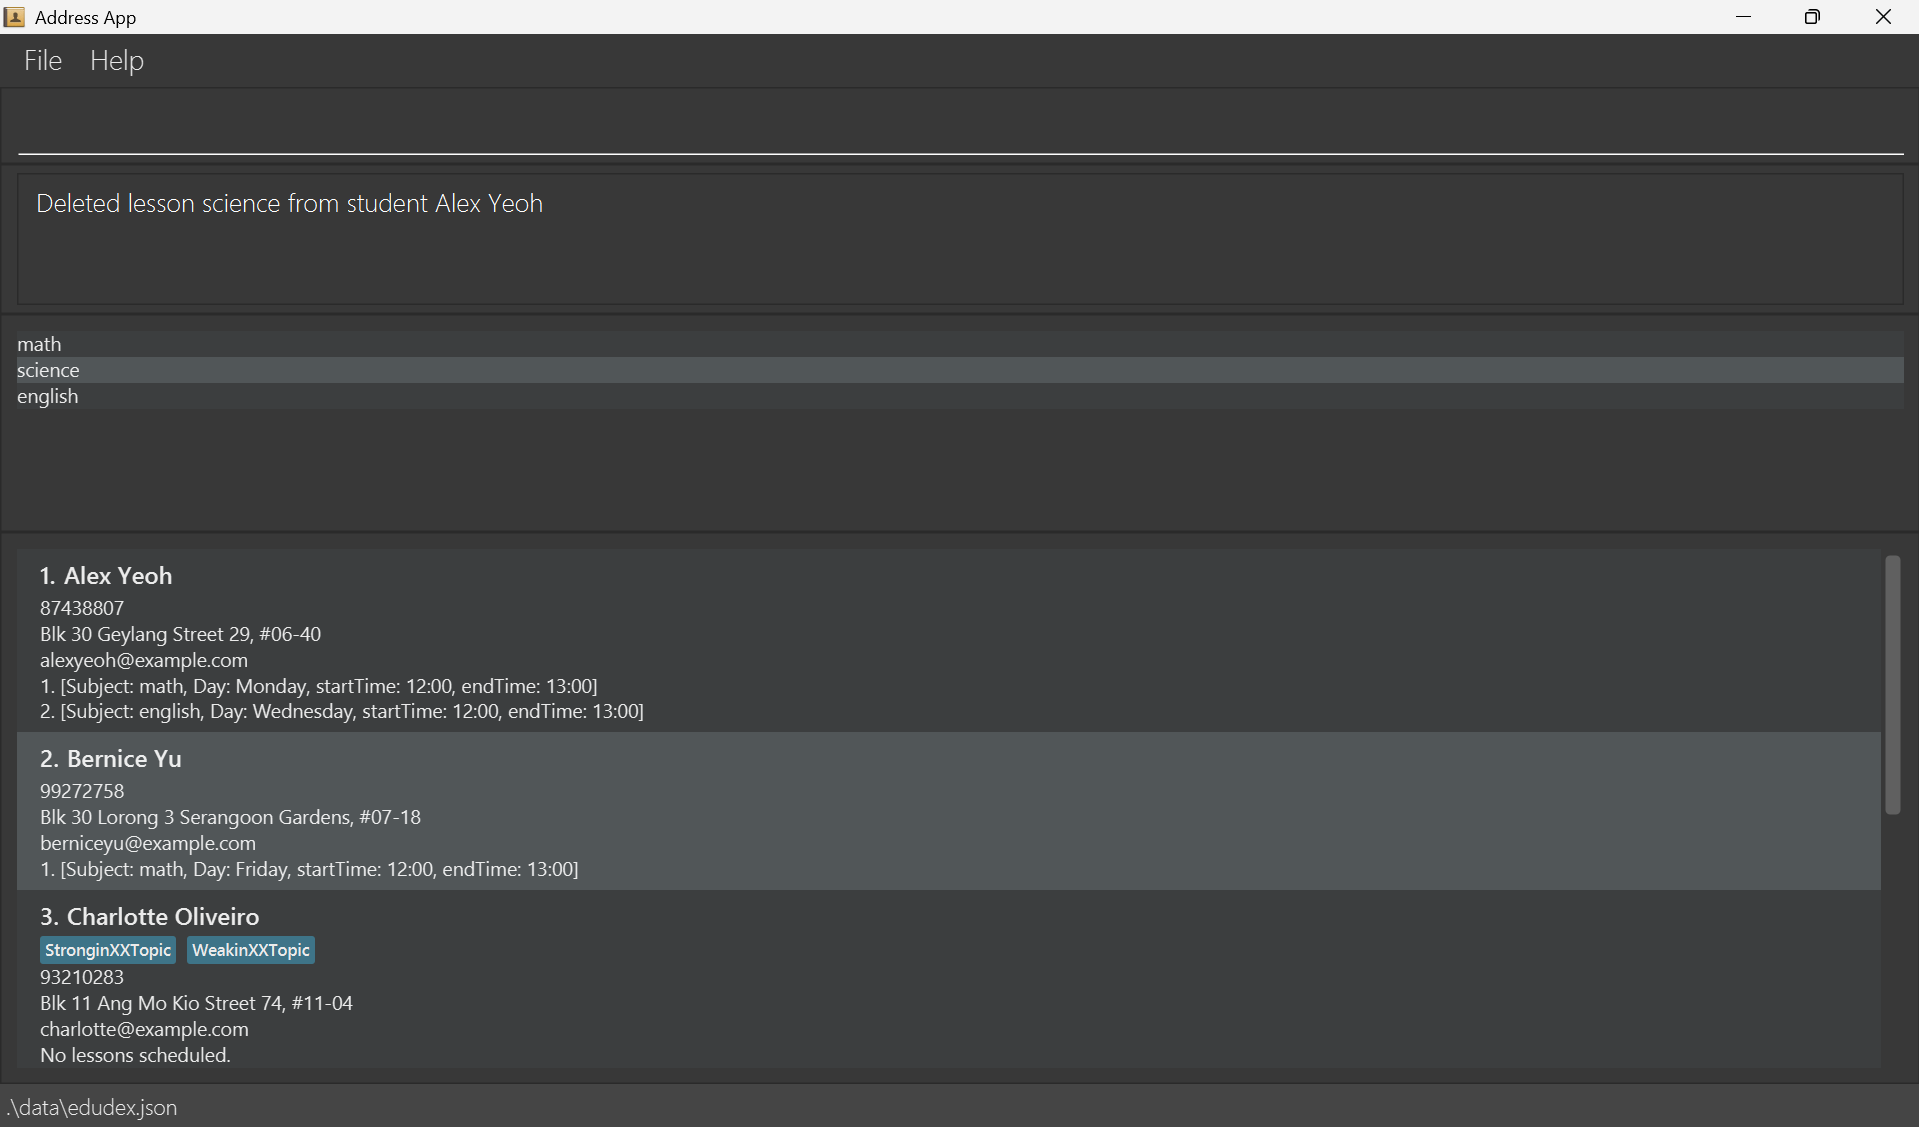 Address App
File Help
Deleted lesson science from student Alex Yeoh
math
science
english
1. Alex Yeoh
87438807
Blk 30 Geylang Street 29, #06-40
alexyeoh@example.com
1. [Subject: math, Day: Monday, startTime: 12:00, endTime: 13:00]
2. [Subject: english, Day: Wednesday, startTime: 12:00, endTime: 13:00]
2. Bernice Yu
99272758
Blk 30 Lorong 3 Serangoon Gardens, #07-18
berniceyu@example.com
1. [Subject: math, Day: Friday, startTime: 12:00, endTime: 13:00]
3. Charlotte Oliveiro
StronginXXTopic WeakinXXTopic
93210283
Blk 11 Ang Mo Kio Street 74, #11-04
charlotte@example.com
No lessons scheduled.
.\data\edudex.json